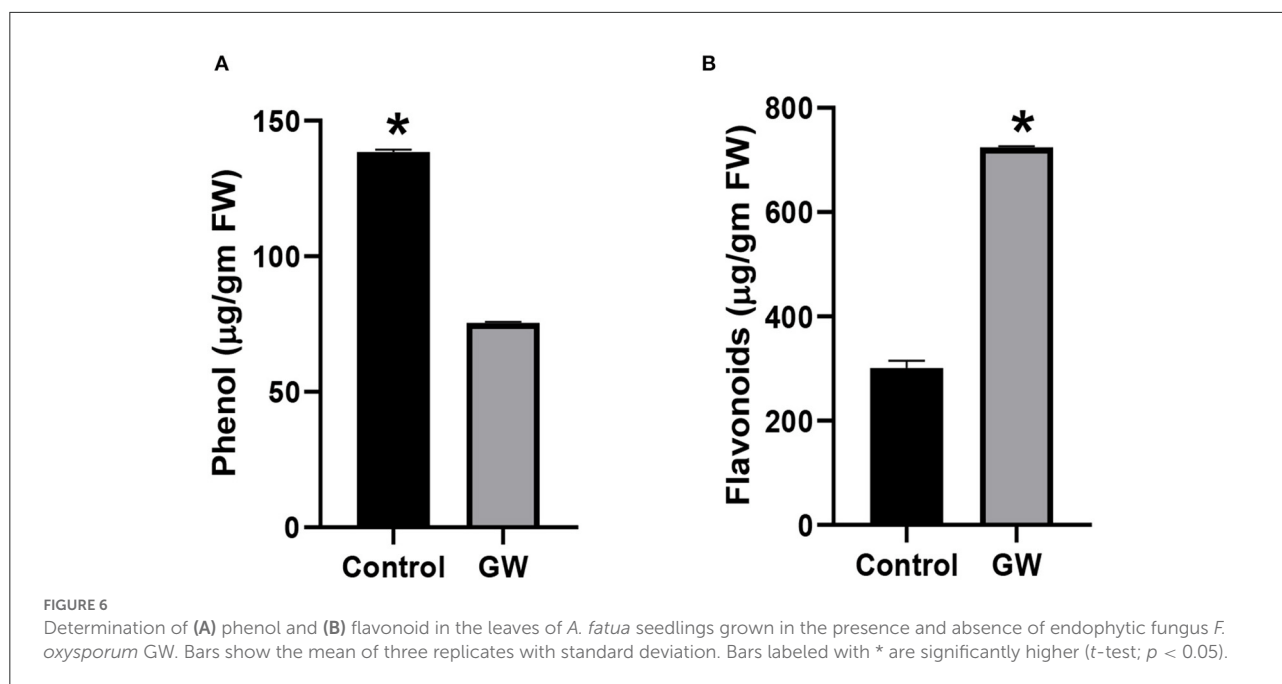 A
Phenol (µg/gm FW)
150
100
50
0
*
Control GW
B
Flavonoids (µg/gm FW)
800
600
400
200
0
*
Control GW
FIGURE 6
Determination of (A) phenol and (B) flavonoid in the leaves of A. fatua seedlings grown in the presence and absence of endophytic fungus F.
oxysporum GW. Bars show the mean of three replicates with standard deviation. Bars labeled with * are significantly higher (t-test; p < 0.05).